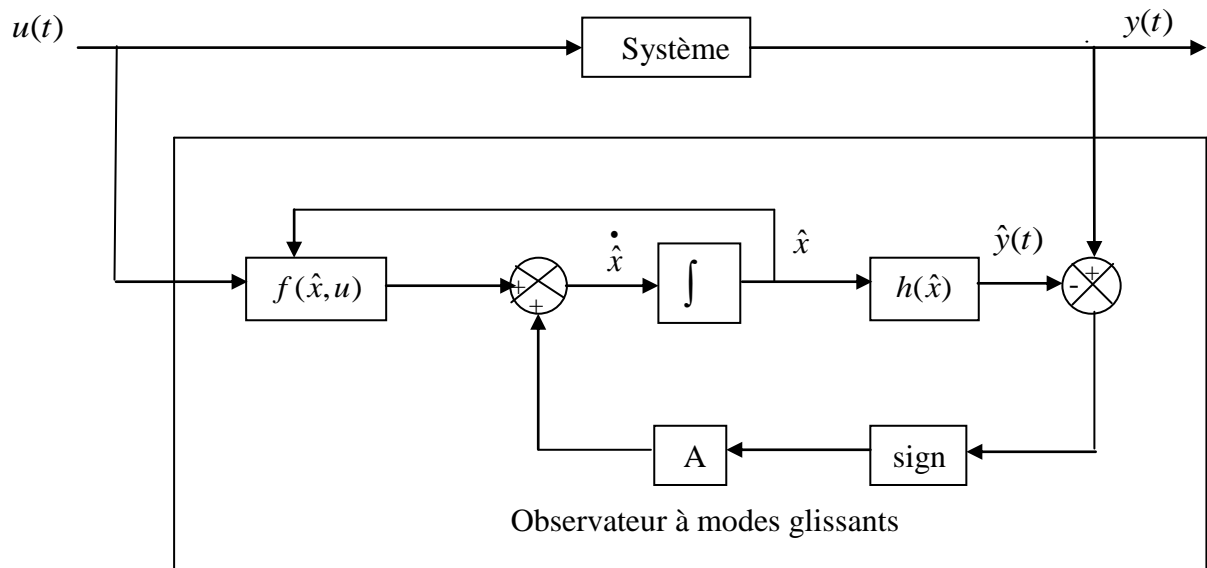 u(t)
y(t)
Système
ẋ̂
x̂
ŷ(t)
f(x̂,u)
+
+
∫
h(x̂)
+
-
A
sign
Observateur à modes glissants